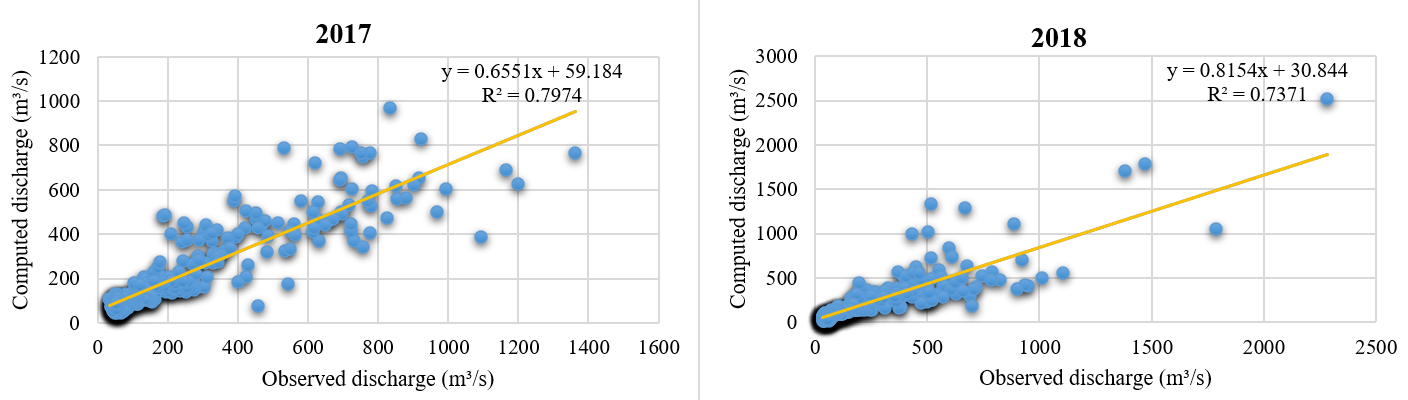 2017
y = 0.6551x + 59.184
R² = 0.7974
Computed discharge (m³/s)
1200
1000
800
600
400
200
0
0 200 400 600 800 1000 1200 1400 1600
Observed discharge (m³/s)
2018
y = 0.8154x + 30.844
R² = 0.7371
Computed discharge (m³/s)
3000
2500
2000
1500
1000
500
0
0 500 1000 1500 2000 2500
Observed discharge (m³/s)